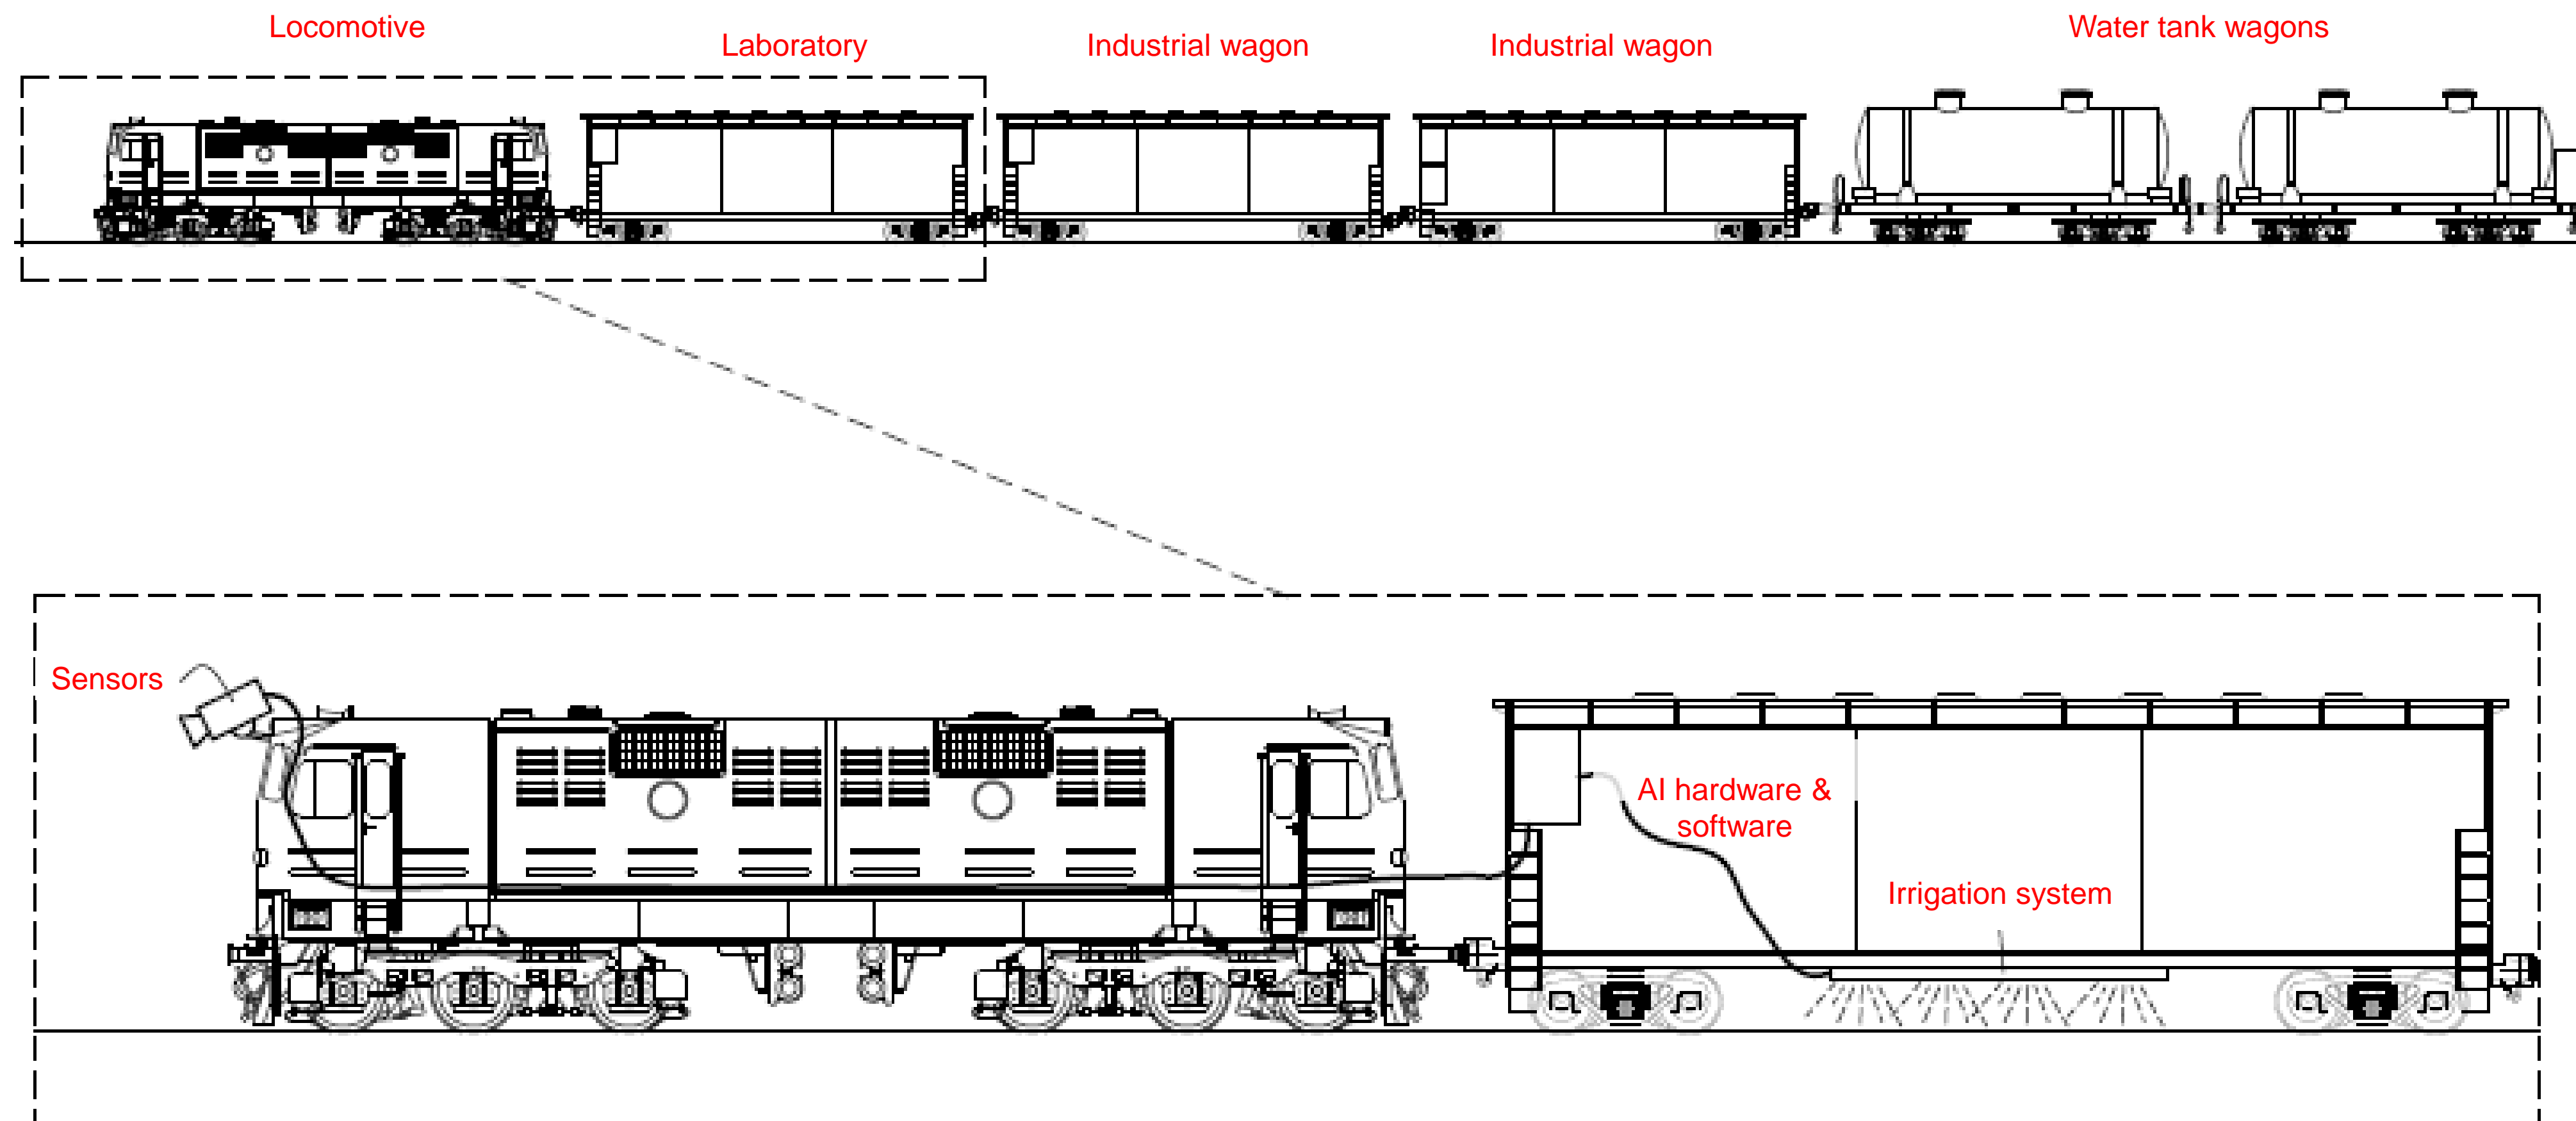 Locomotive
Laboratory
Industrial wagon
Industrial wagon
Water tank wagons
Sensors
AI hardware &
software
Irrigation system